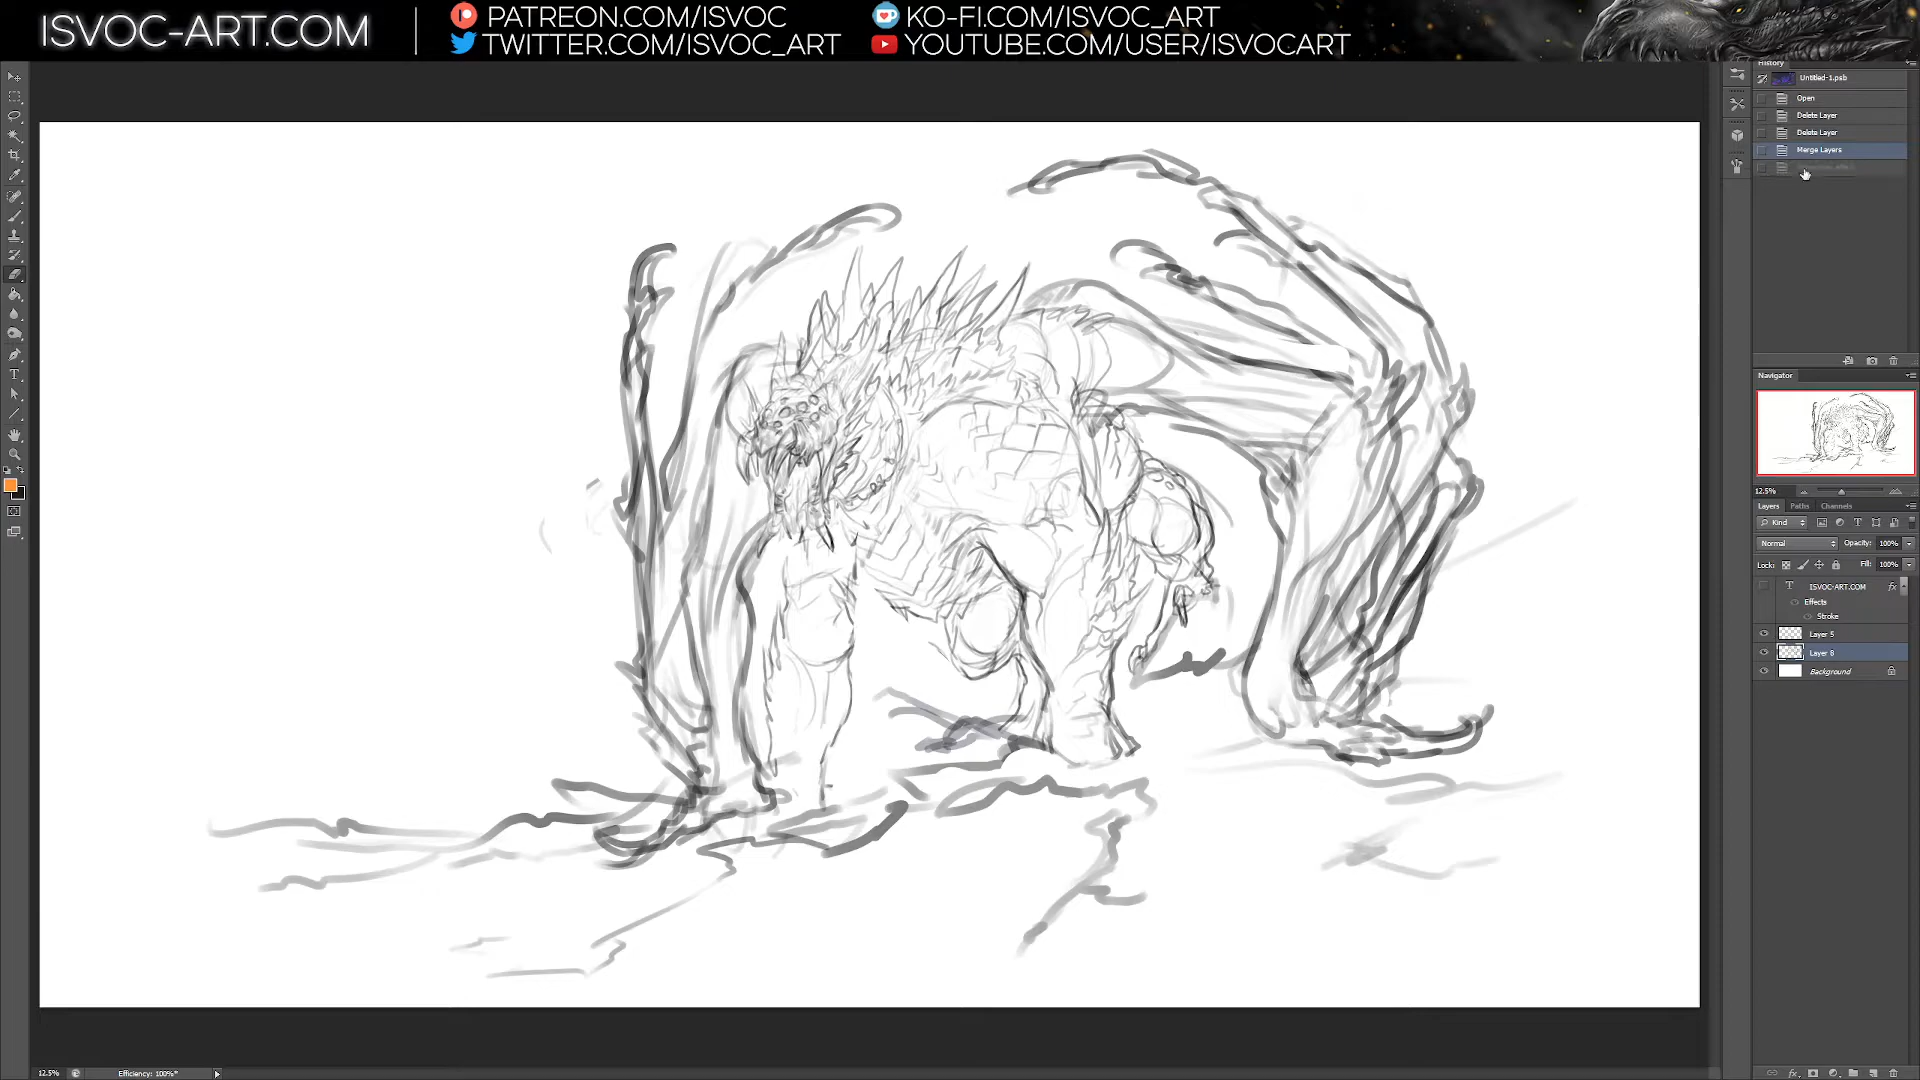 ISVOC-ART.COM
PATREON.COM/ISVOC
TWITTER.COM/ISVOC_ART
KO-FI.COM/ISVOC_ART
YOUTUBE.COM/USER/ISVOCART
History
Untitled-1.psb
Open
Delete Layer
Delete Layer
Merge Layers
Navigator
12.5%
Layers Paths Channels
Kind
Normal Opacity: 100%
Lock: Fill: 100%
T ISVOC-ART.COM fx
Effects
Stroke
Layer 5
Layer 8
Background
12.5% Efficiency: 100%*
fx